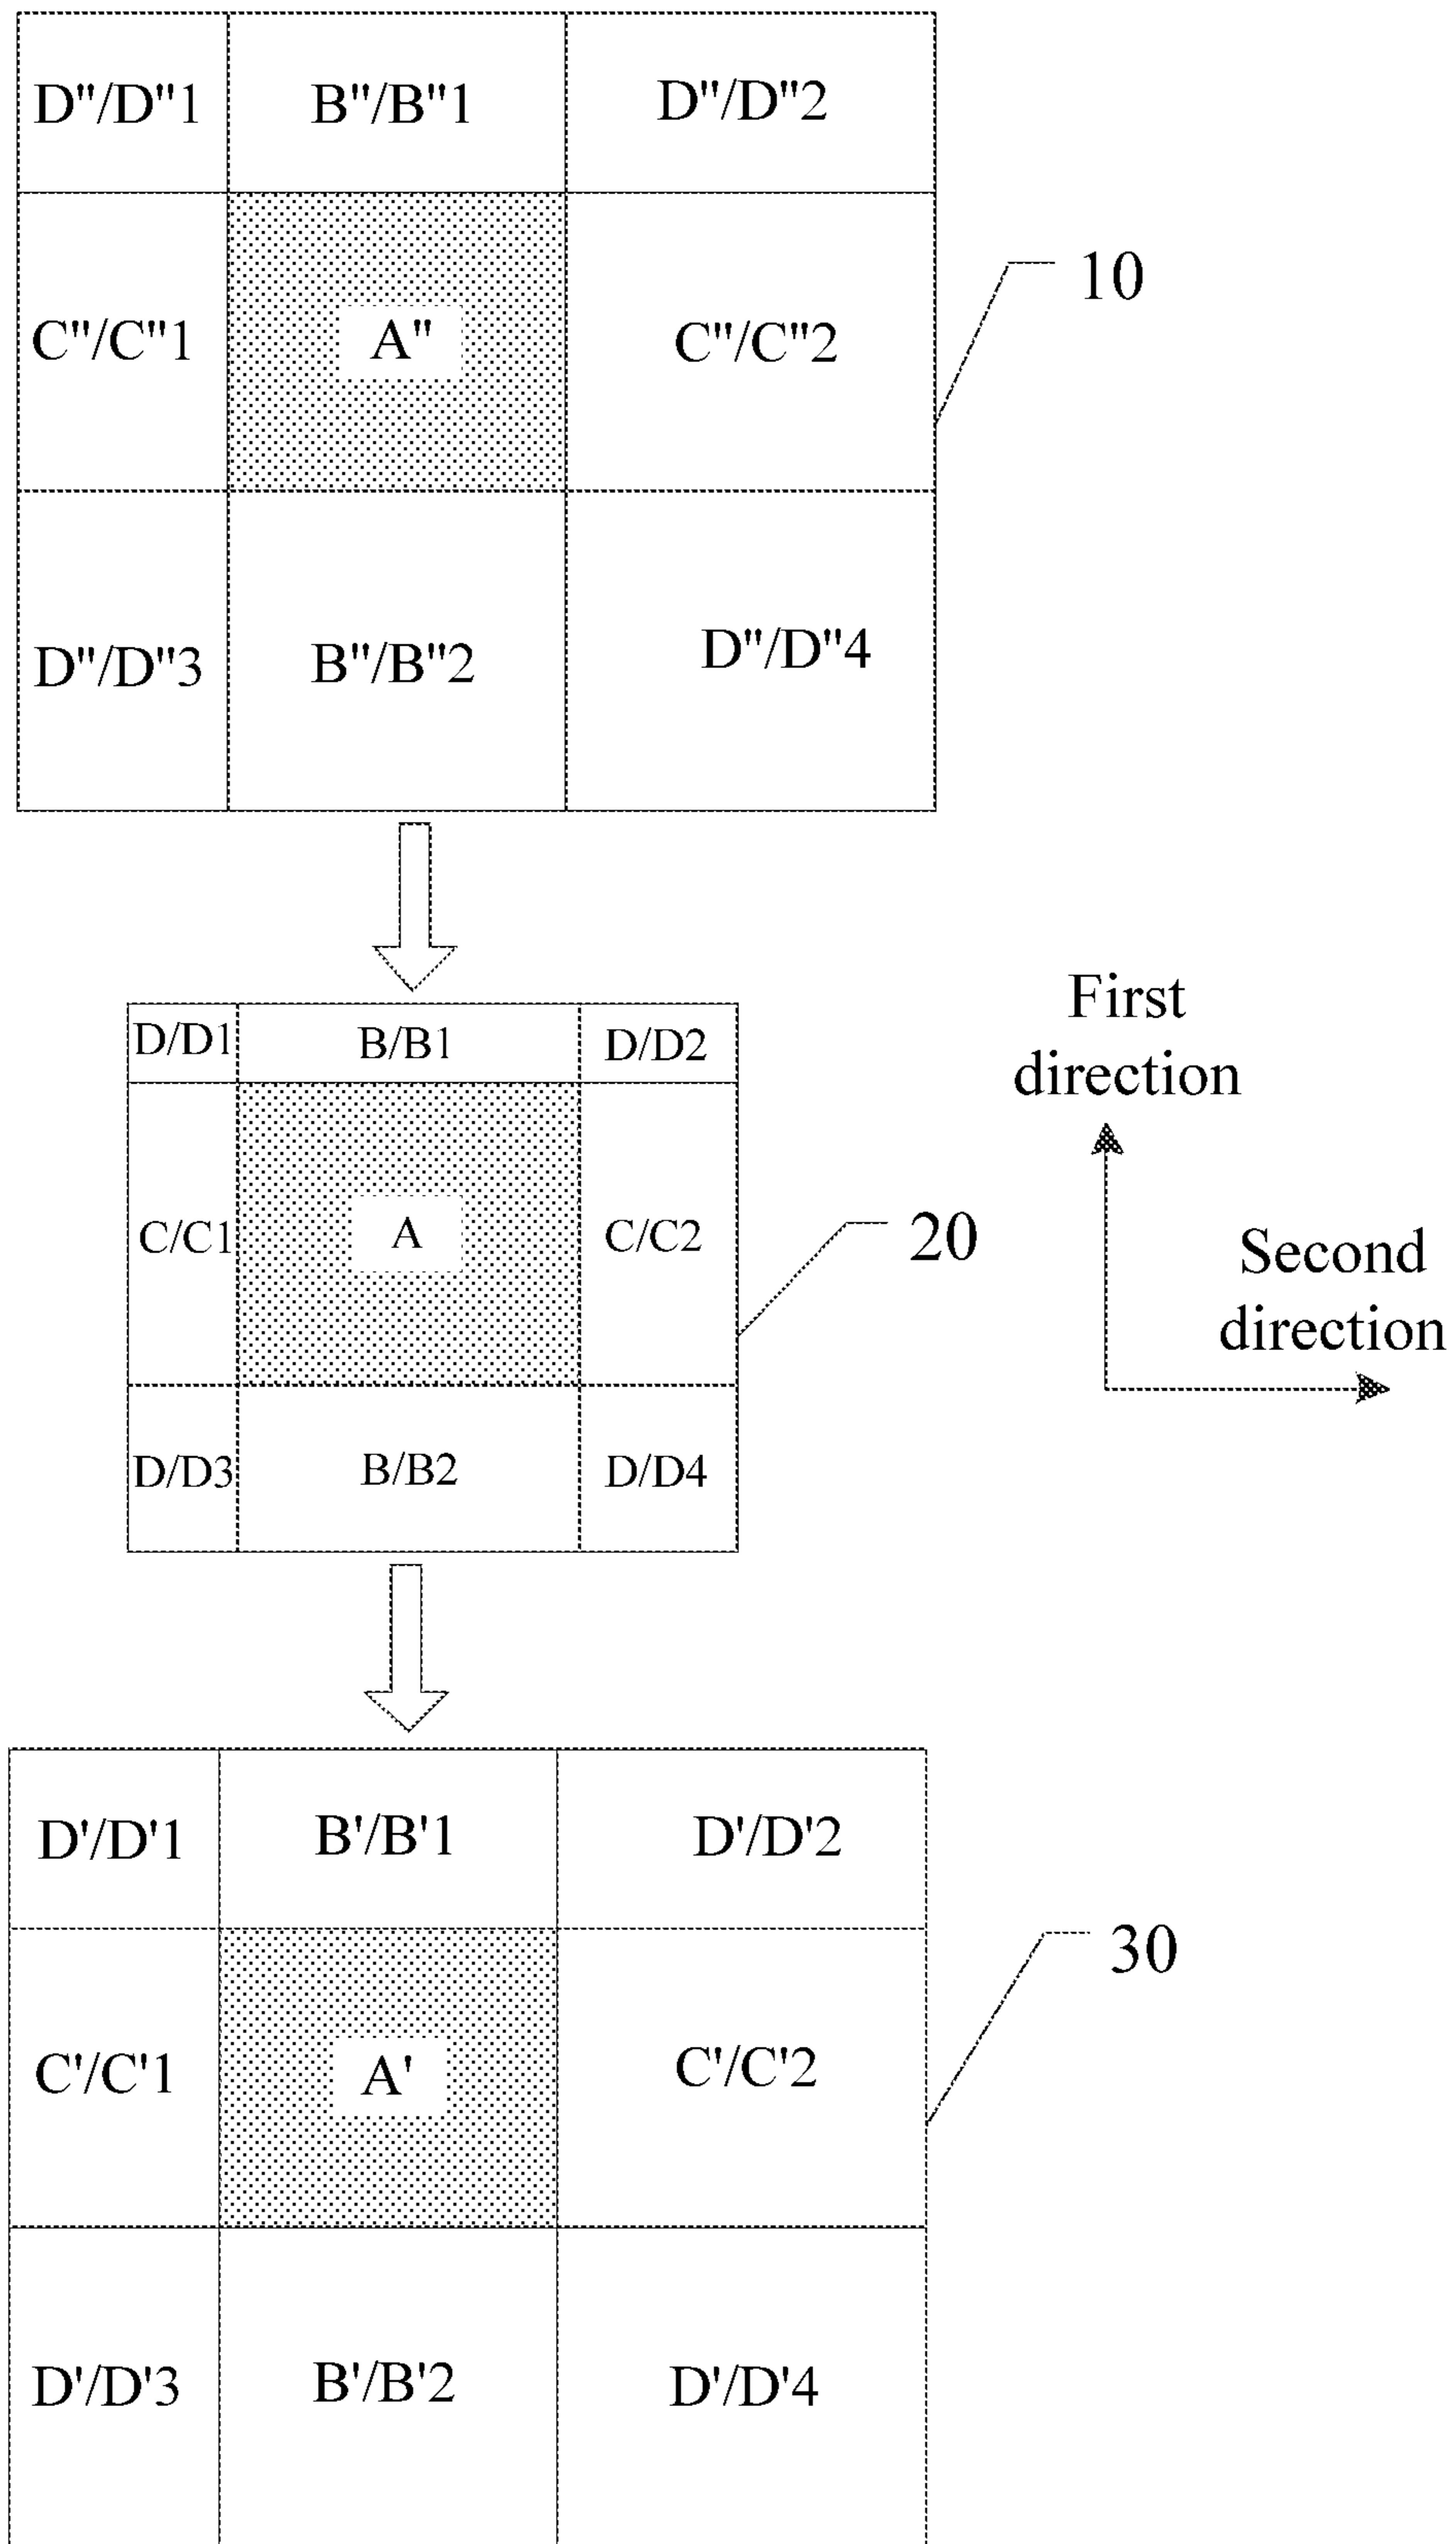 D"/D"1 B"/B"1 D"/D"2
C"/C"1 A" C"/C"2
10
D"/D"3 B"/B"2 D"/D"4
D/D1 B/B1 D/D2
C/C1 A C/C2
20
D/D3 B/B2 D/D4
First
direction
Second
direction
D'/D'1 B'/B'1 D'/D'2
C'/C'1 A' C'/C'2
30
D'/D'3 B'/B'2 D'/D'4